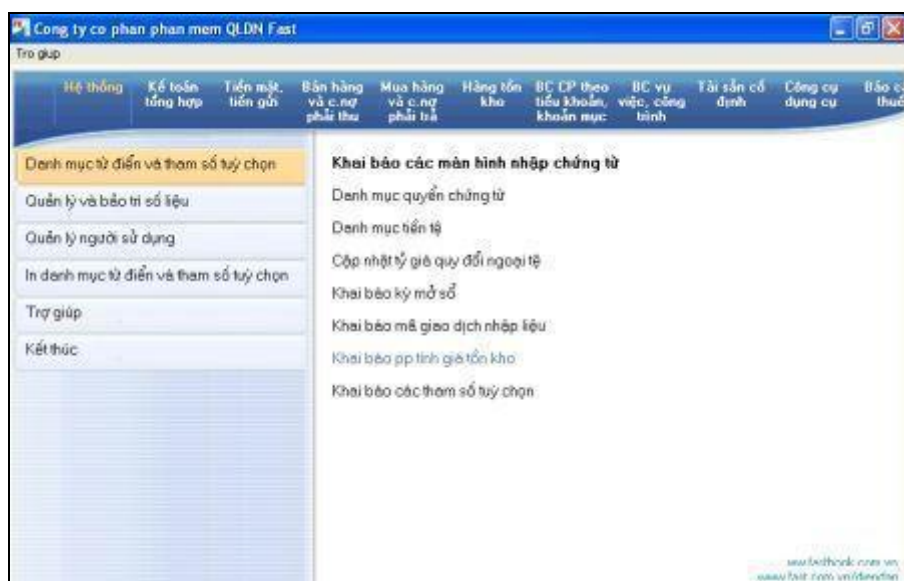 Cong ty co phan phan mem QLDN Fast
Tro giup
Hệ thống
Kế toán
tổng hợp
Tiền mặt,
tiền gửi
Bán hàng
và c.nợ
phải thu
Mua hàng
và c.nợ
phải trả
Hàng tồn
kho
BC CP theo
tiểu khoản,
khoản mục
BC vụ
việc, công
trình
Tài sản cố
định
Công cụ
dụng cụ
Báo c
thuế
Danh mục từ điển và tham số tuỳ chọn
Quản lý và bảo trì số liệu
Quản lý người sử dụng
In danh mục từ điển và tham số tuỳ chọn
Trợ giúp
Kết thúc
Khai báo các màn hình nhập chứng từ
Danh mục quyển chứng từ
Danh mục tiền tệ
Cập nhật tỷ giá quy đổi ngoại tệ
Khai báo kỳ mở sổ
Khai báo mã giao dịch nhập liệu
Khai báo pp tính giá tồn kho
Khai báo các tham số tuỳ chọn
www.fast.com.vn/diendan